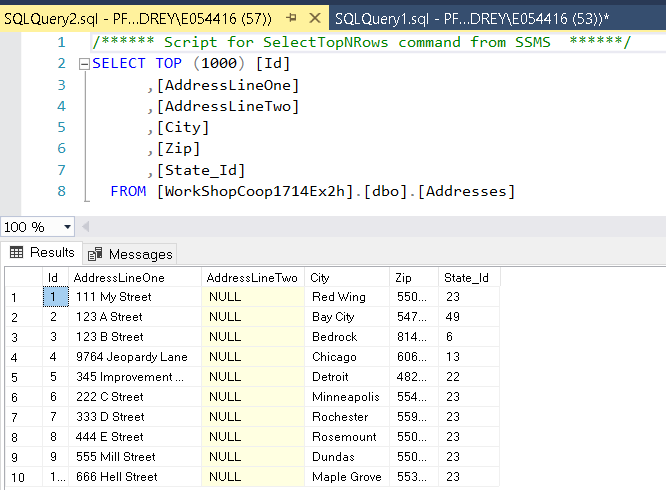 SQLQuery2.sql - PF...DREY\E054416 (57)) SQLQuery1.sql - PF...DREY\E054416 (53))*
1 /****** Script for SelectTopNRows command from SSMS ******/
2 SELECT TOP (1000) [Id]
3 ,[AddressLineOne]
4 ,[AddressLineTwo]
5 ,[City]
6 ,[Zip]
7 ,[State_Id]
8 FROM [WorkShopCoop1714Ex2h].[dbo].[Addresses]
100 %
Results Messages
Id AddressLineOne AddressLineTwo City Zip State_Id
1 1 111 My Street NULL Red Wing 550... 23
2 2 123 A Street NULL Bay City 547... 49
3 3 123 B Street NULL Bedrock 814... 6
4 4 9764 Jeopardy Lane NULL Chicago 606... 13
5 5 345 Improvement ... NULL Detroit 482... 22
6 6 222 C Street NULL Minneapolis 554... 23
7 7 333 D Street NULL Rochester 559... 23
8 8 444 E Street NULL Rosemount 550... 23
9 9 555 Mill Street NULL Dundas 550... 23
10 1... 666 Hell Street NULL Maple Grove 553... 23